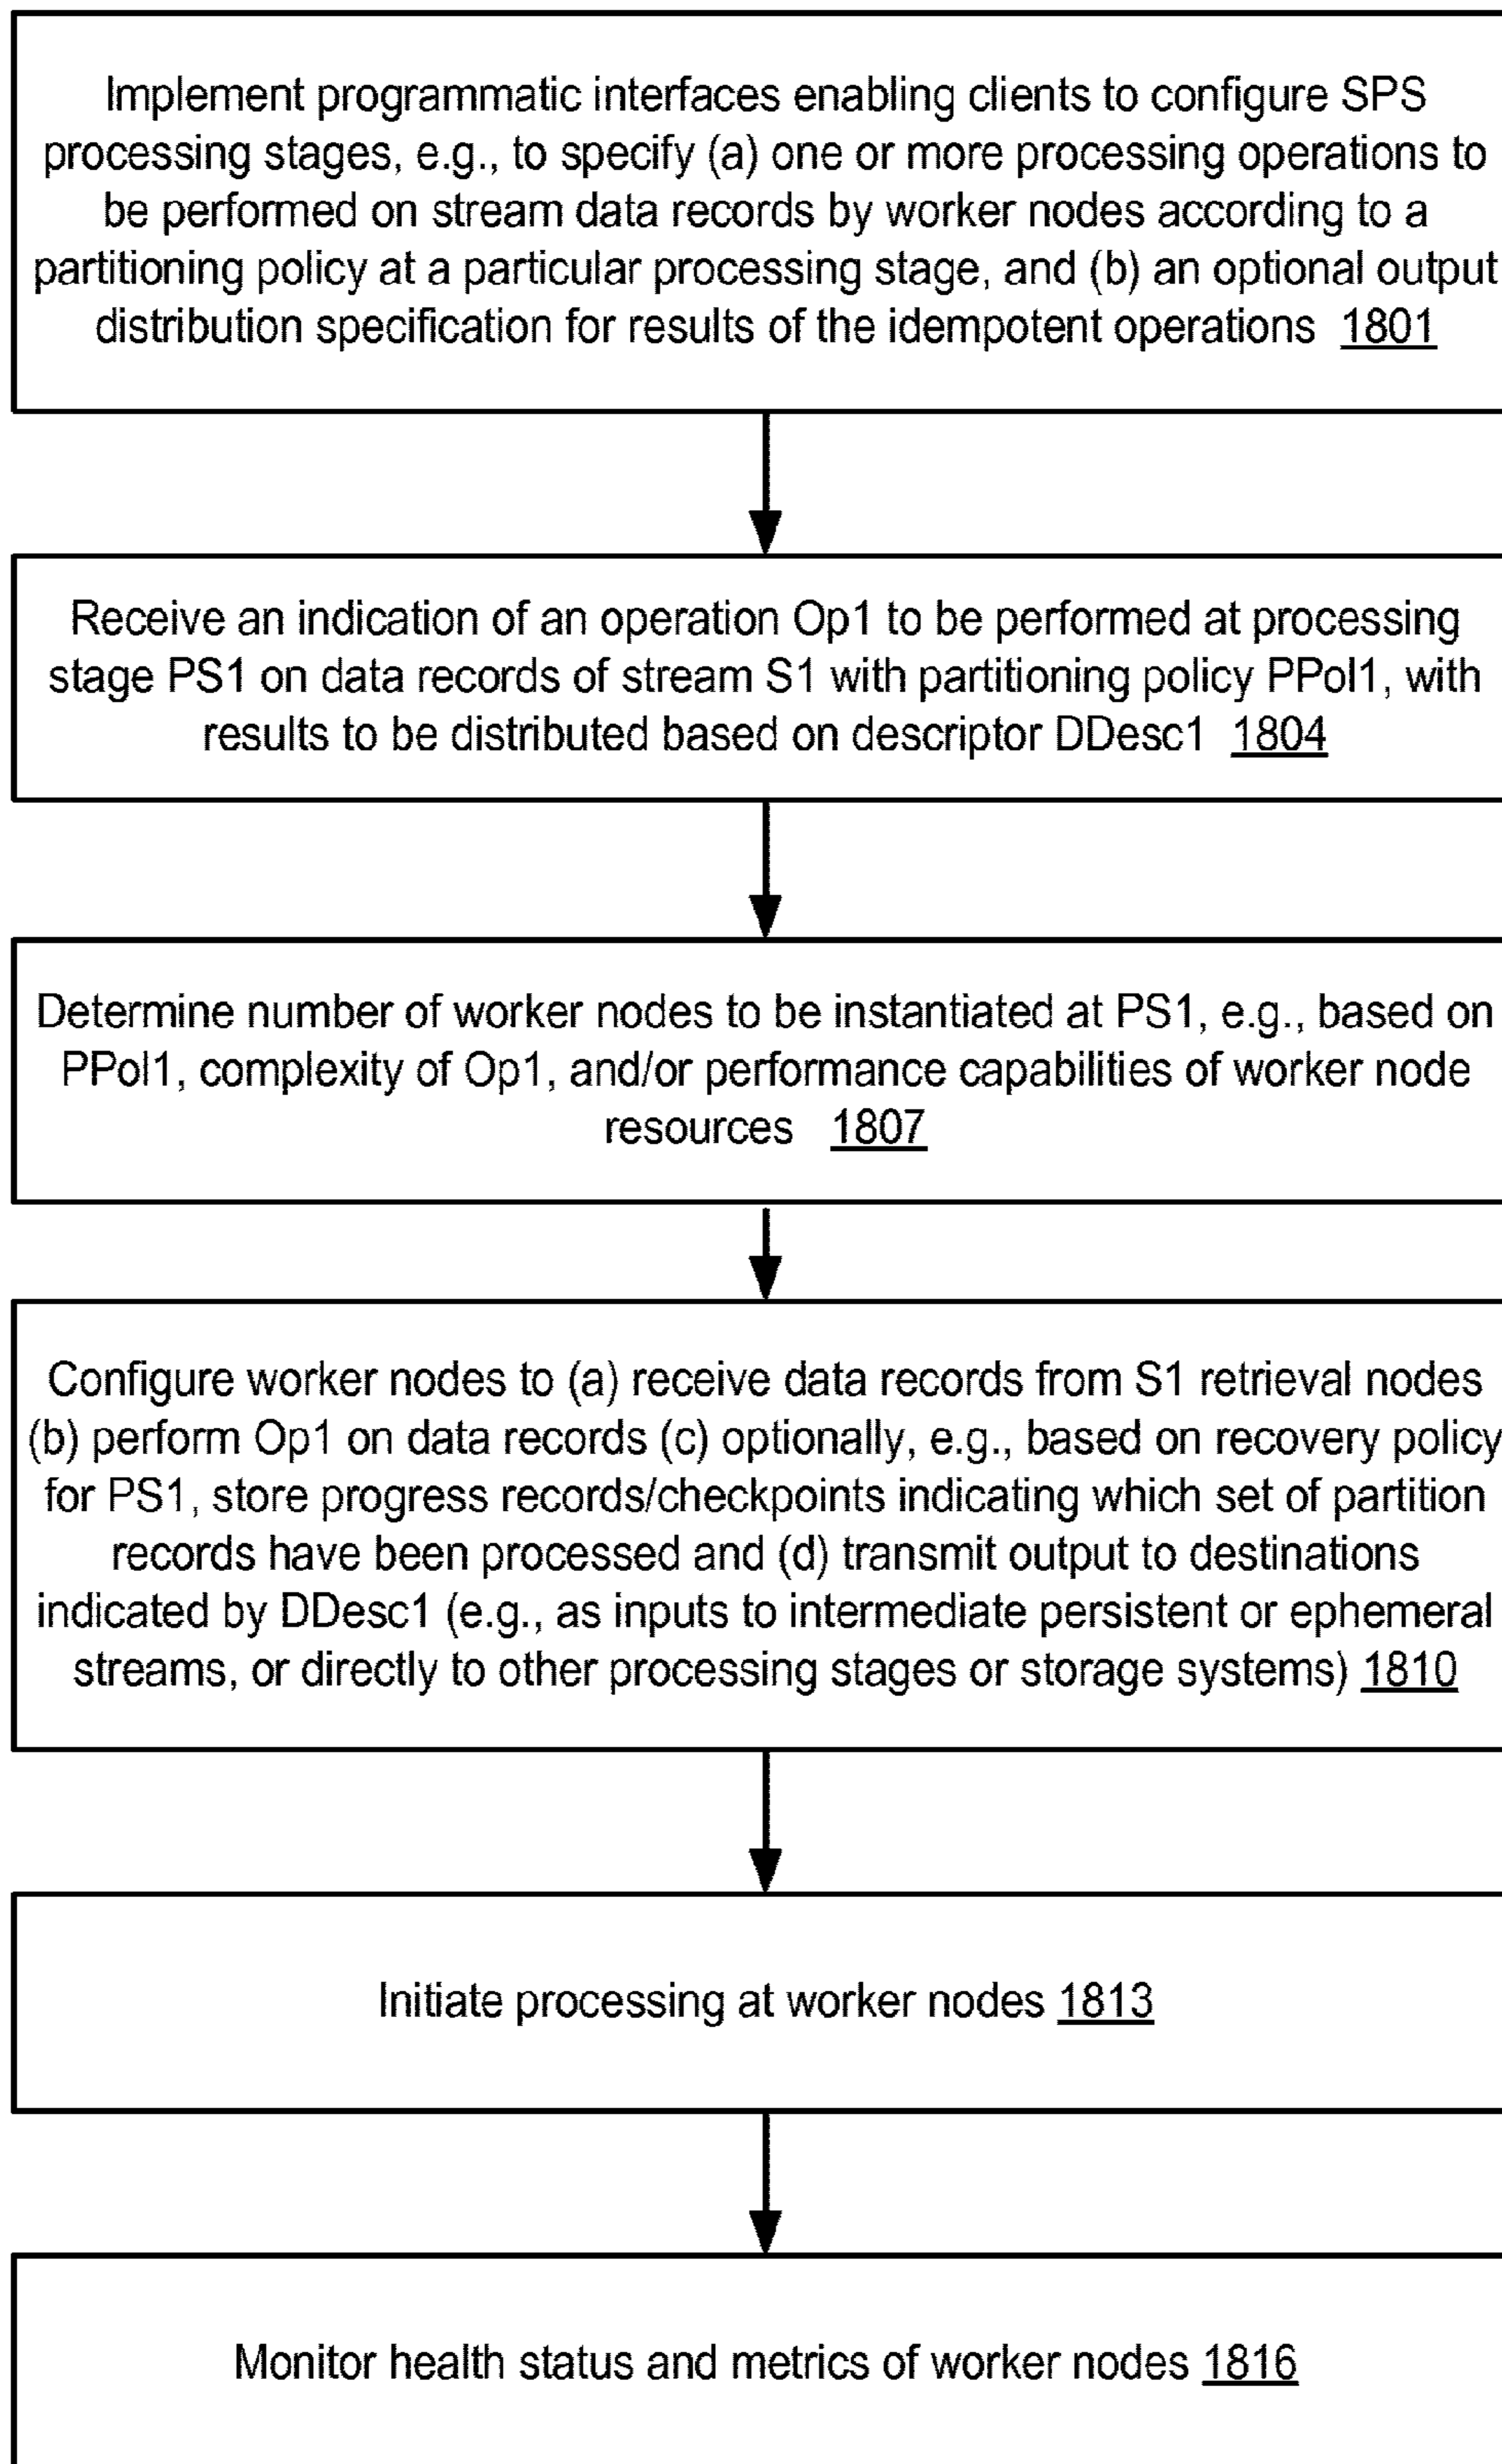 Implement programmatic interfaces enabling clients to configure SPS
processing stages, e.g., to specify (a) one or more processing operations to
be performed on stream data records by worker nodes according to a
partitioning policy at a particular processing stage, and (b) an optional output
distribution specification for results of the idempotent operations 1801
Receive an indication of an operation Op1 to be performed at processing
stage PS1 on data records of stream S1 with partitioning policy PPol1, with
results to be distributed based on descriptor DDesc1 1804
Determine number of worker nodes to be instantiated at PS1, e.g., based on
PPol1, complexity of Op1, and/or performance capabilities of worker node
resources 1807
Configure worker nodes to (a) receive data records from S1 retrieval nodes
(b) perform Op1 on data records (c) optionally, e.g., based on recovery policy
for PS1, store progress records/checkpoints indicating which set of partition
records have been processed and (d) transmit output to destinations
indicated by DDesc1 (e.g., as inputs to intermediate persistent or ephemeral
streams, or directly to other processing stages or storage systems) 1810
Initiate processing at worker nodes 1813
Monitor health status and metrics of worker nodes 1816